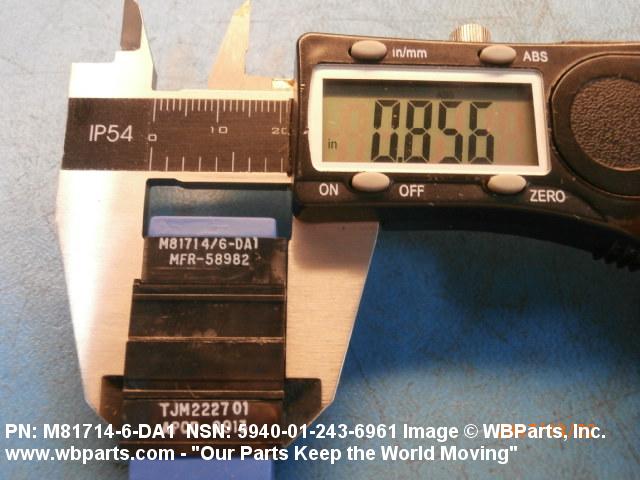 in/mm
ABS
IP54
0 10 20
0.856
in
ON OFF ZERO
M81714/6-DA1
MFR-58982
TJM222701
PN: M81714-6-DA1 NSN: 5940-01-243-6961 Image © WBParts, Inc.
www.wbparts.com - "Our Parts Keep the World Moving"